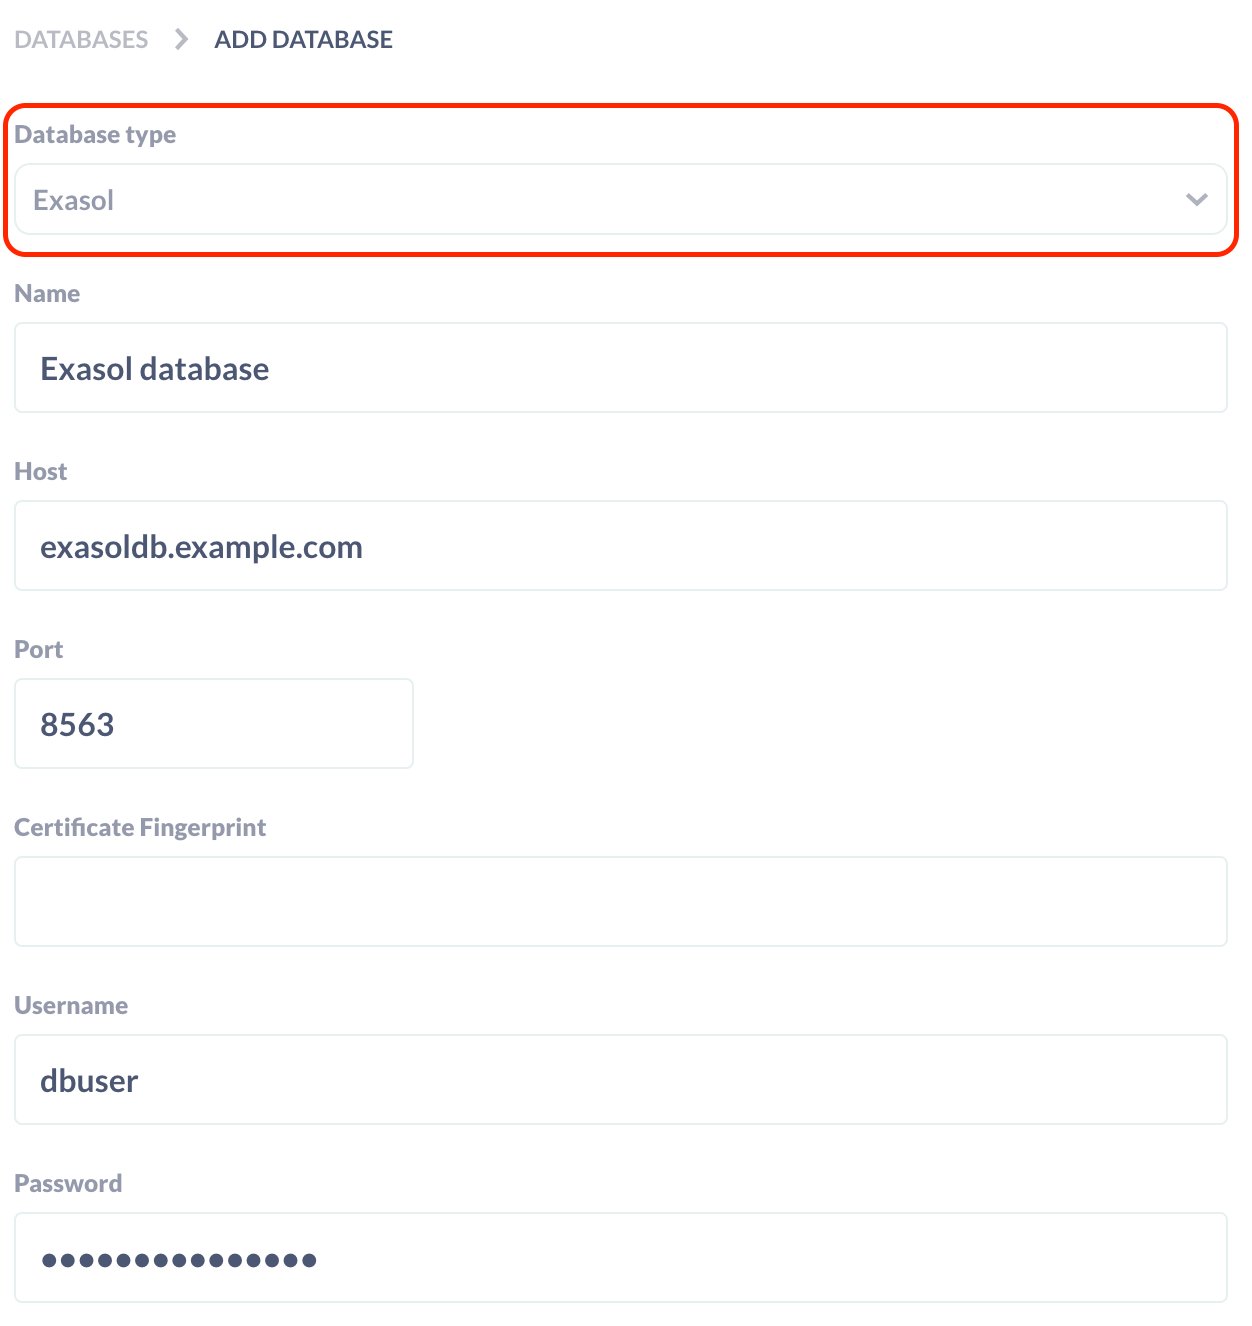 DATABASES > ADD DATABASE
Database type
Exasol
Name
Exasol database
Host
exasoldb.example.com
Port
8563
Certificate Fingerprint
Username
dbuser
Password
•••••••••••••••